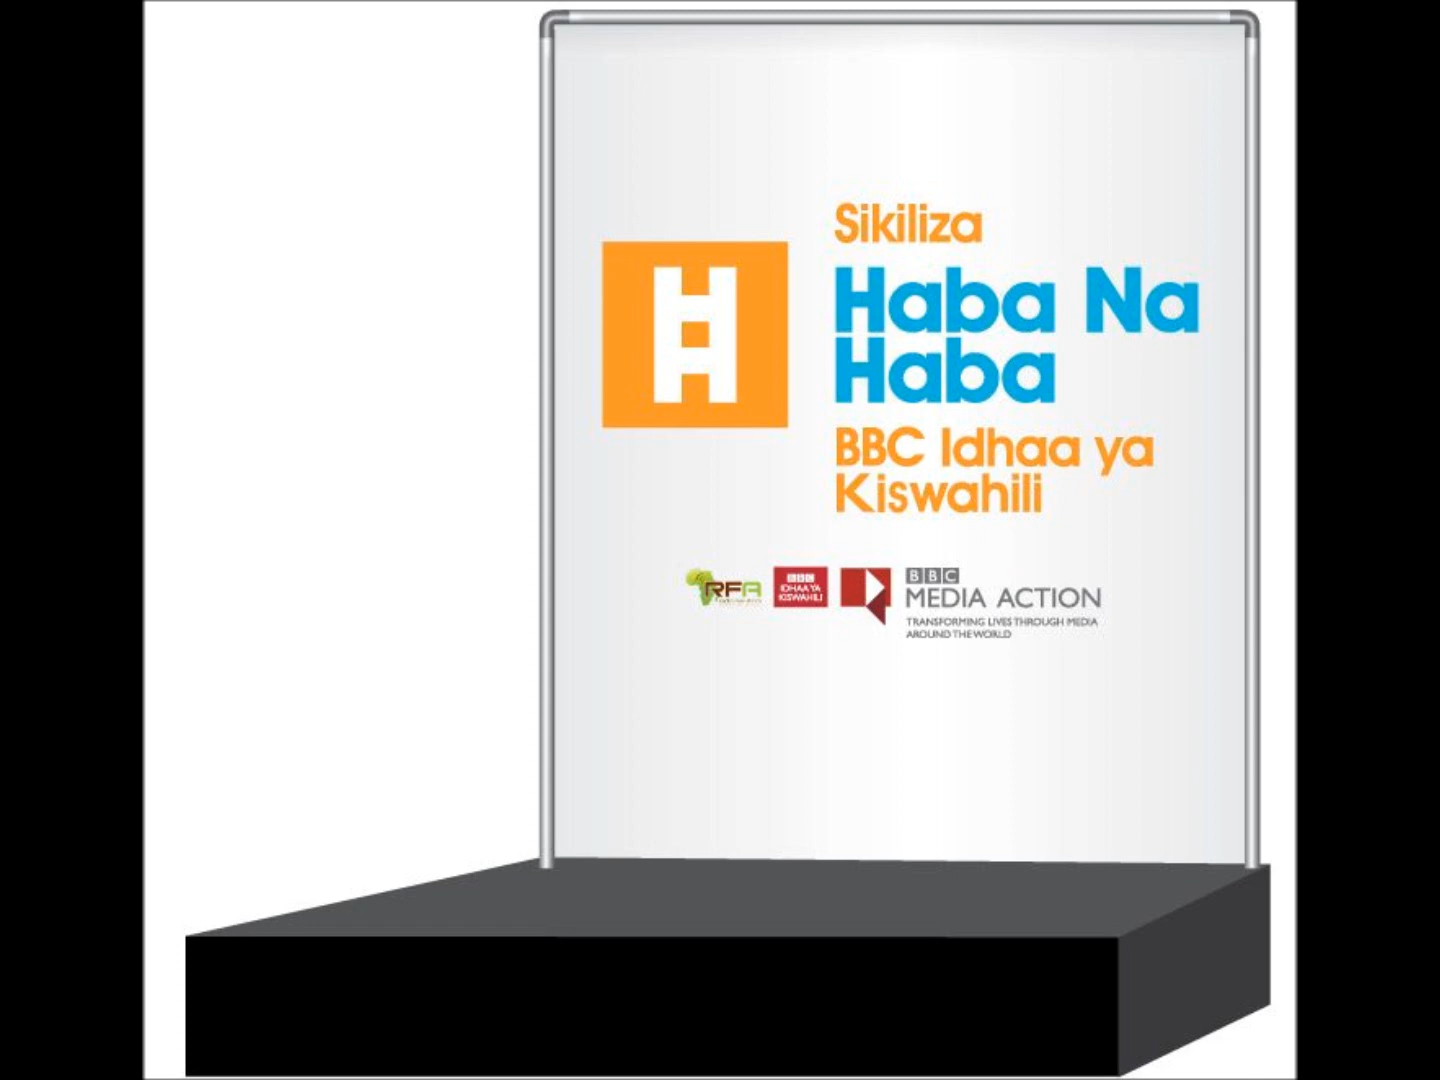 Sikiliza
Haba Na
Haba
BBC Idhaa ya
Kiswahili
H
RFA
BBC
IDHAA YA
KISWAHILI
BBC
MEDIA ACTION
TRANSFORMING LIVES THROUGH MEDIA
AROUND THE WORLD